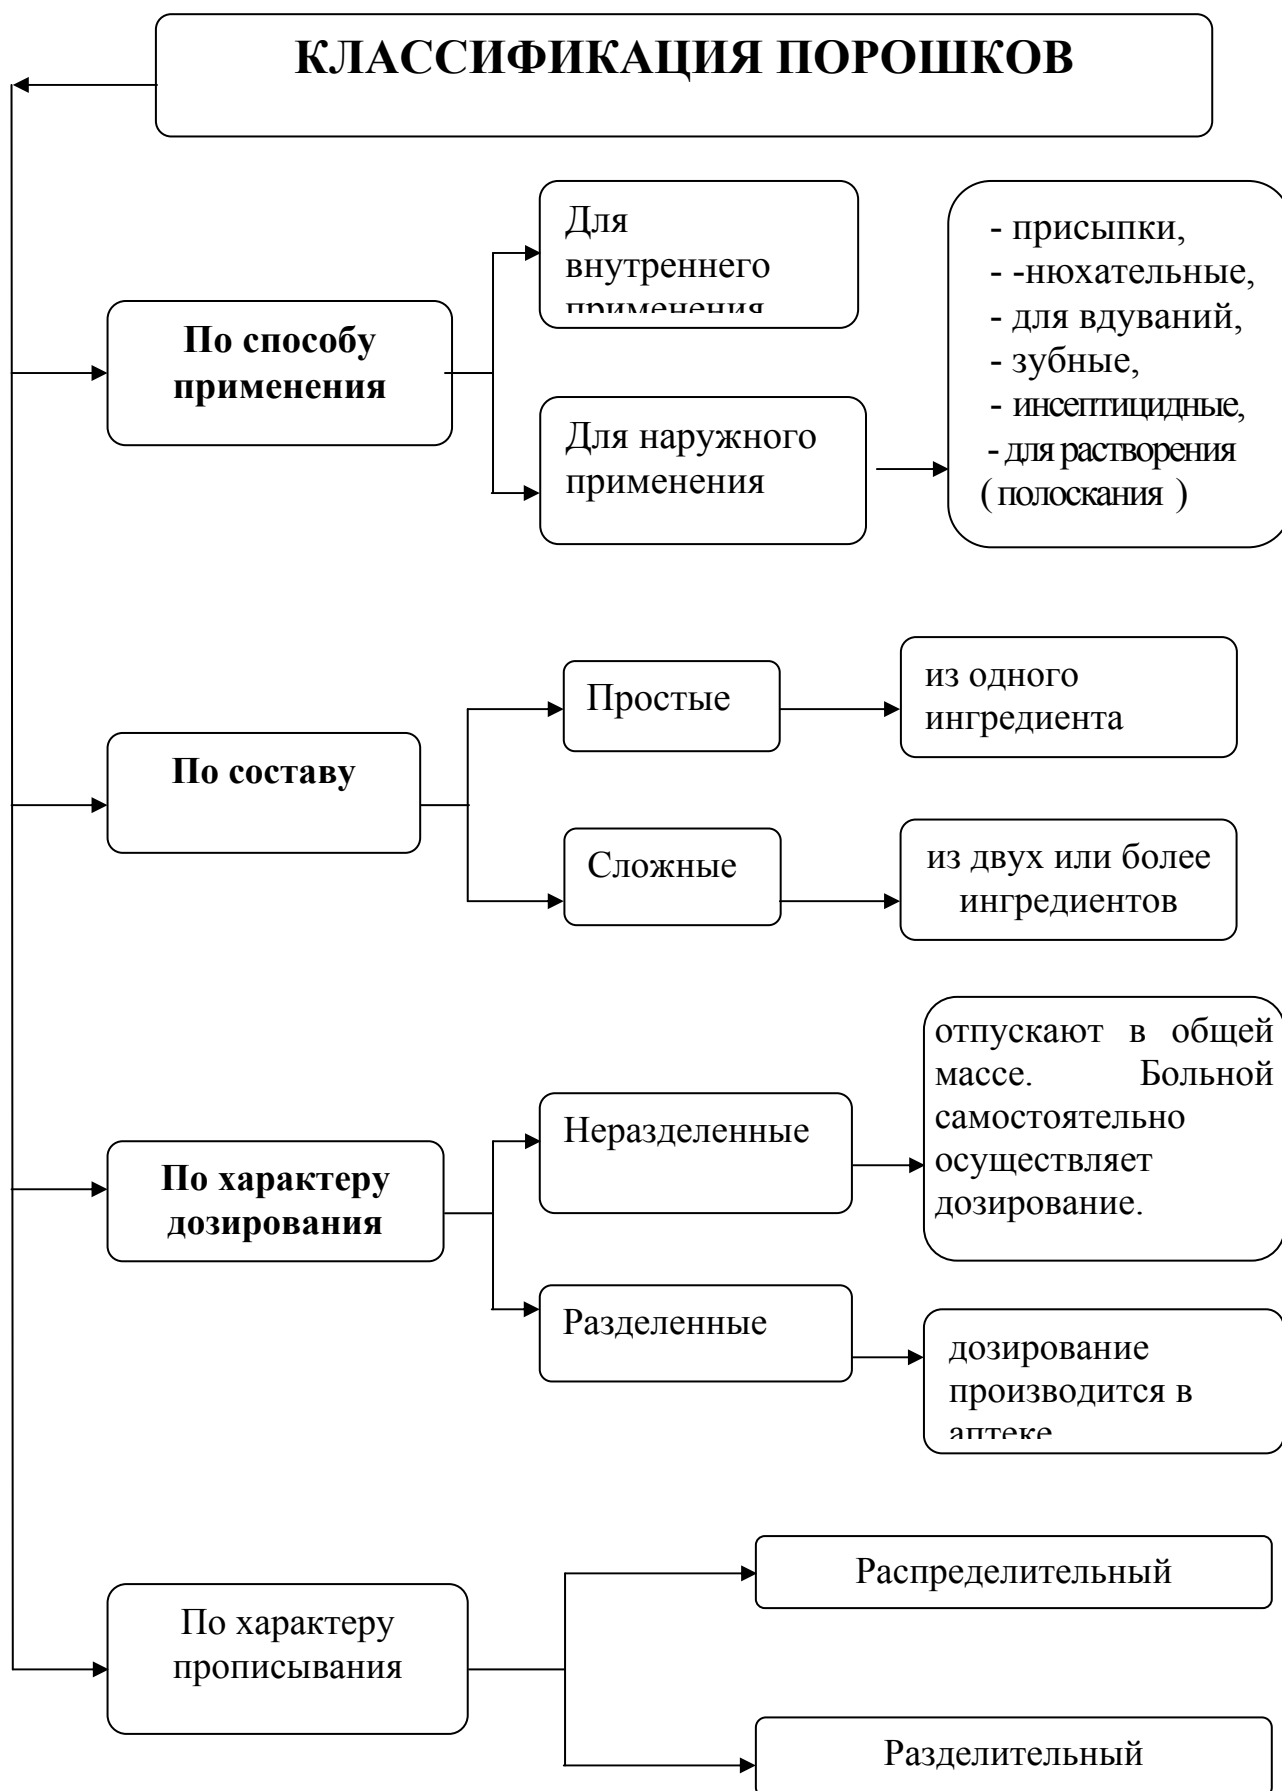 КЛАССИФИКАЦИЯ ПОРОШКОВ
По способу
применения
Для
внутреннего
применения
Для наружного
применения
- присыпки,
- -нюхательные,
- для вдуваний,
- зубные,
- инсептицидные,
- для растворения
( полоскания )
По составу
Простые
из одного
ингредиента
Сложные
из двух или более
ингредиентов
По характеру
дозирования
Неразделенные
отпускают в общей
массе. Больной
самостоятельно
осуществляет
дозирование.
Разделенные
дозирование
производится в
аптеке
По характеру
прописывания
Распределительный
Разделительный